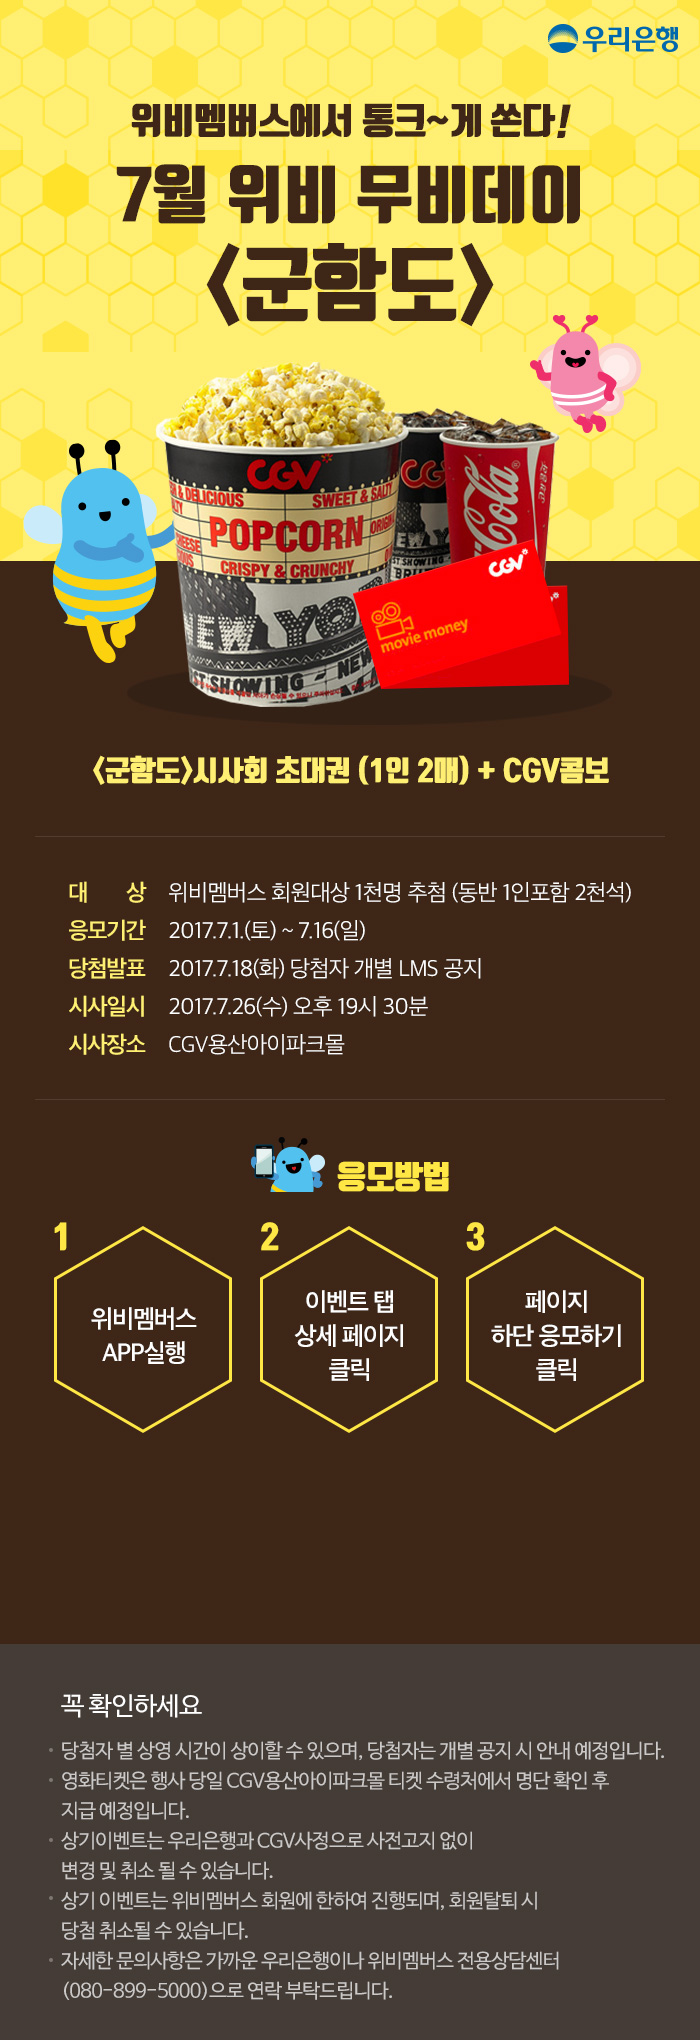 우리은행
위비멤버스에서 통크~게 쏜다!
7월 위비 무비데이
<군함도>
CGV
CG
& DELICIOUS SWEET & SALTY
POPCORN
CHEESE
CRISPY & CRUNCHY
Cola
NEW YO
ST SHOWING - NEW
CGV
movie money
<군함도>시사회 초대권 (1인 2매) + CGV콤보
대 상 위비멤버스 회원대상 1천명 추첨 (동반 1인포함 2천석)
응모기간 2017.7.1.(토) ~ 7.16(일)
당첨발표 2017.7.18(화) 당첨자 개별 LMS 공지
시사일시 2017.7.26(수) 오후 19시 30분
시사장소 CGV용산아이파크몰
응모방법
1 2 3
위비멤버스
APP실행
이벤트 탭
상세 페이지
클릭
페이지
하단 응모하기
클릭
꼭 확인하세요
· 당첨자 별 상영 시간이 상이할 수 있으며, 당첨자는 개별 공지 시 안내 예정입니다.
· 영화티켓은 행사 당일 CGV용산아이파크몰 티켓 수령처에서 명단 확인 후
지급 예정입니다.
· 상기이벤트는 우리은행과 CGV사정으로 사전고지 없이
변경 및 취소 될 수 있습니다.
· 상기 이벤트는 위비멤버스 회원에 한하여 진행되며, 회원탈퇴 시
당첨 취소될 수 있습니다.
· 자세한 문의사항은 가까운 우리은행이나 위비멤버스 전용상담센터
(080-899-5000)으로 연락 부탁드립니다.